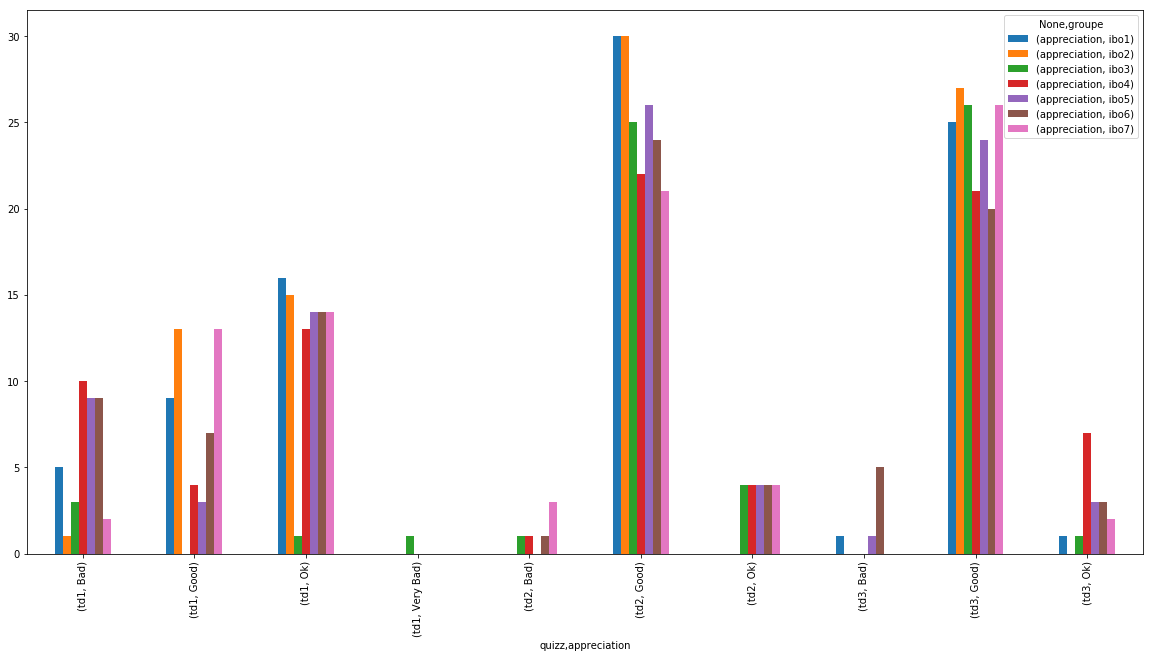 None,groupe
(appreciation, ibo1)
(appreciation, ibo2)
(appreciation, ibo3)
(appreciation, ibo4)
(appreciation, ibo5)
(appreciation, ibo6)
(appreciation, ibo7)
30
25
20
15
10
5
0
(td1, Bad)
(td1, Good)
(td1, Ok)
(td1, Very Bad)
(td2, Bad)
(td2, Good)
(td2, Ok)
(td3, Bad)
(td3, Good)
(td3, Ok)
quizz,appreciation